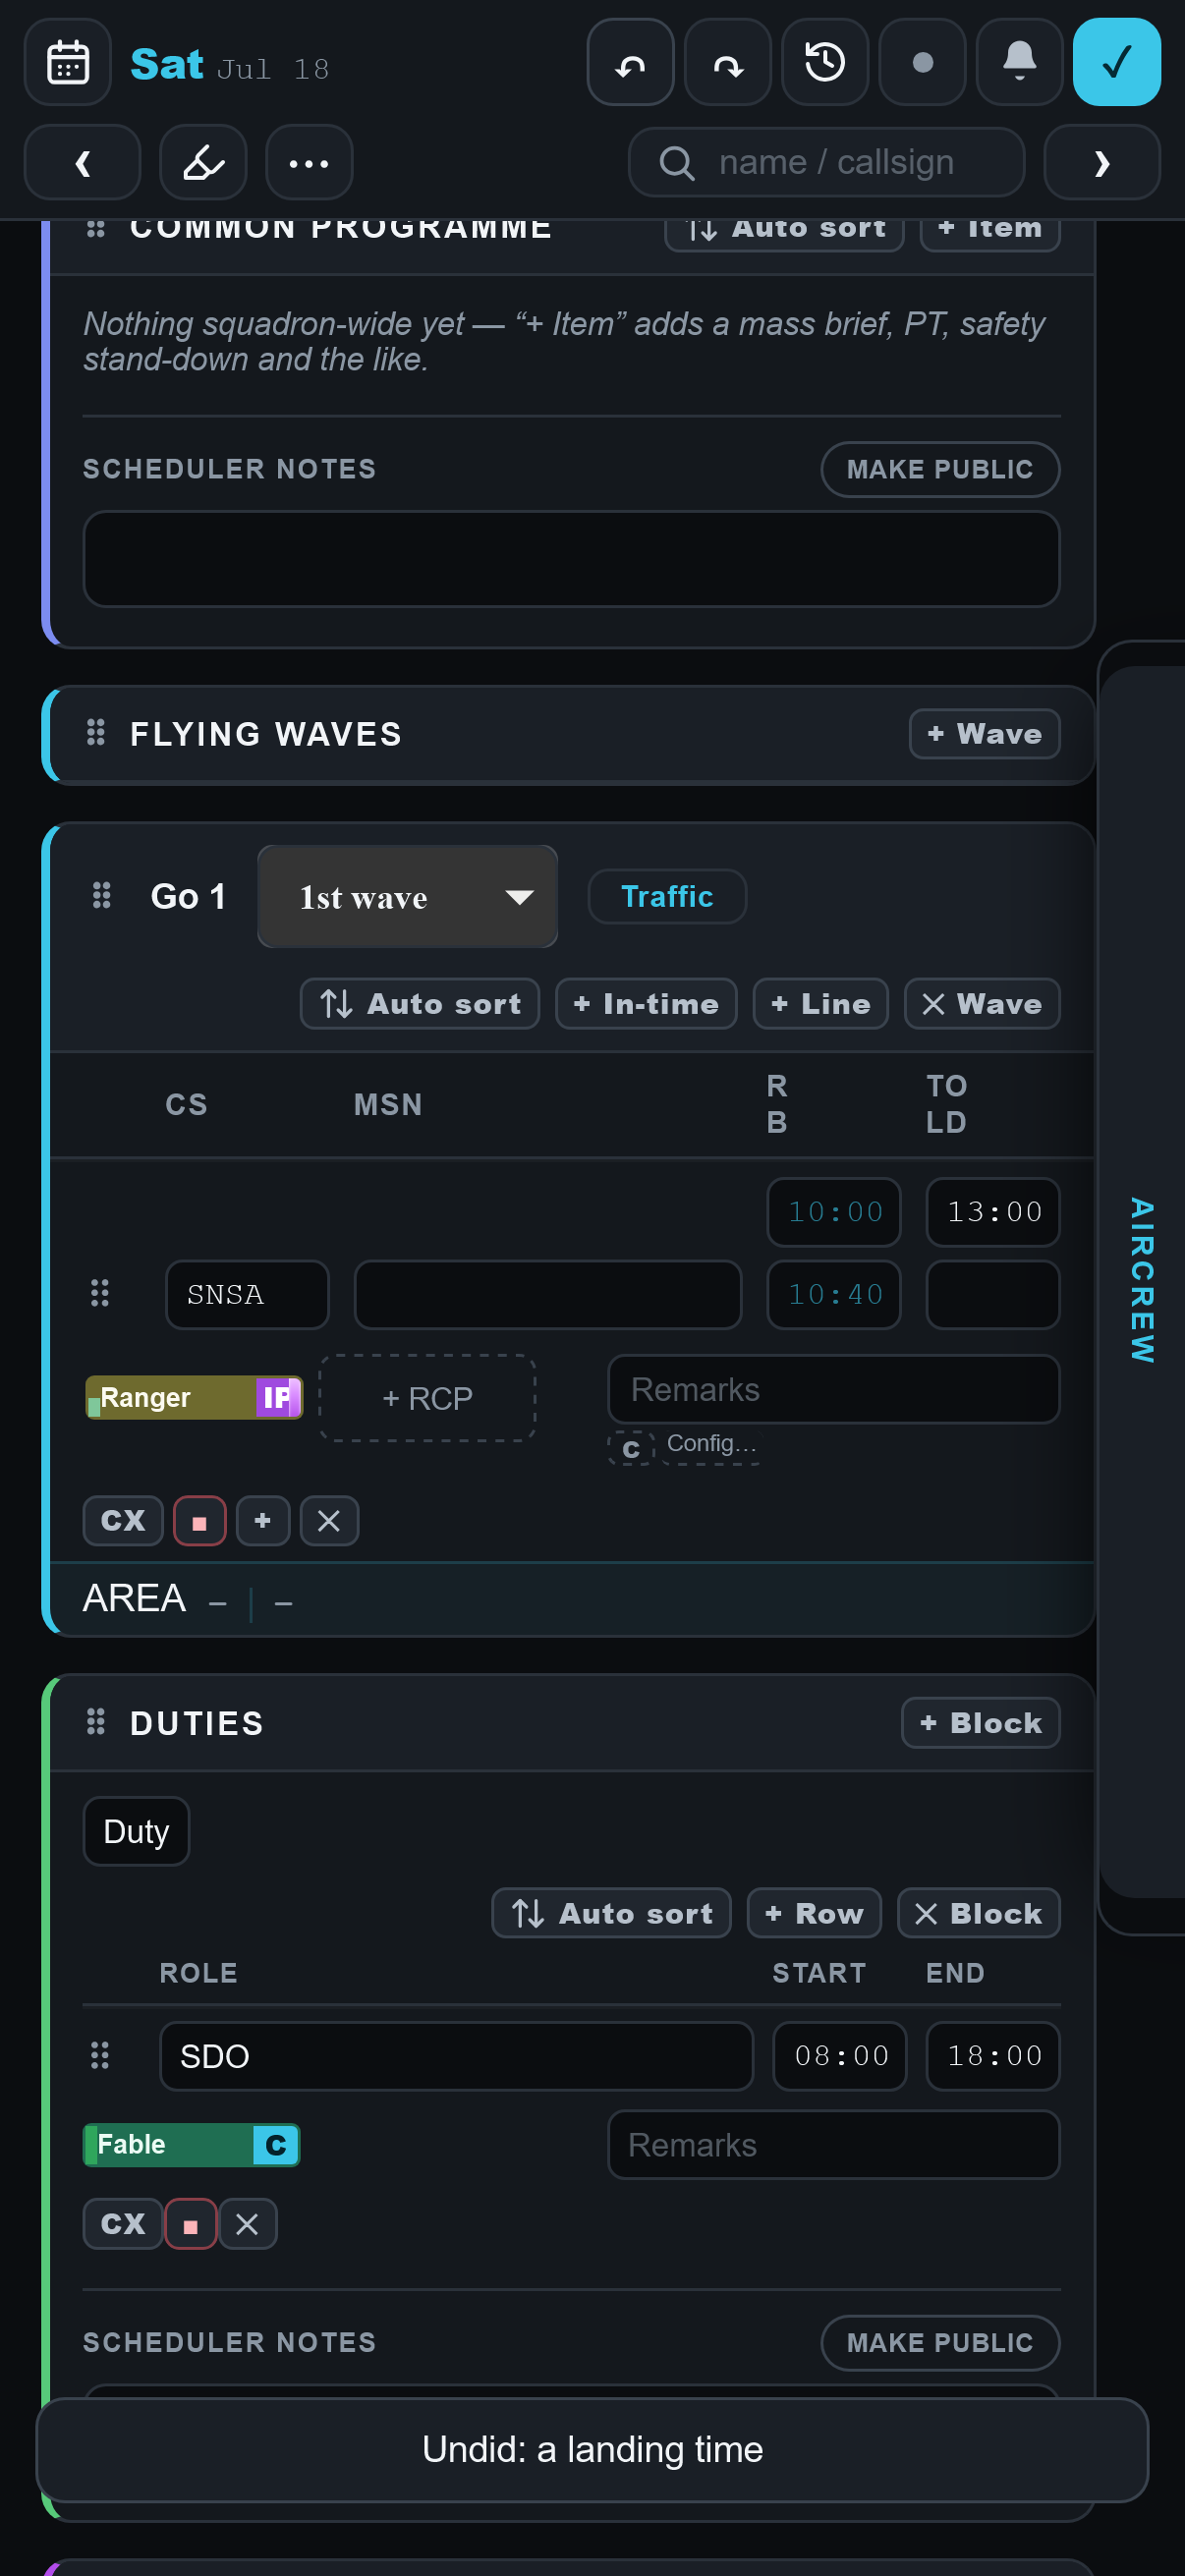 Sat Jul 18
name / callsign
COMMON PROGRAMME Auto sort + Item
Nothing squadron-wide yet — “+ Item” adds a mass brief, PT, safety
stand-down and the like.
SCHEDULER NOTES MAKE PUBLIC
FLYING WAVES + Wave
Go 1 1st wave Traffic
Auto sort + In-time + Line × Wave
CS MSN R TO
B LD
10:00 13:00
SNSA 10:40
Ranger IP + RCP Remarks
C Config...
CX + ×
AREA – | –
AIRCREW
DUTIES + Block
Duty
Auto sort + Row × Block
ROLE START END
SDO 08:00 18:00
Fable C Remarks
CX ×
SCHEDULER NOTES MAKE PUBLIC
Undid: a landing time